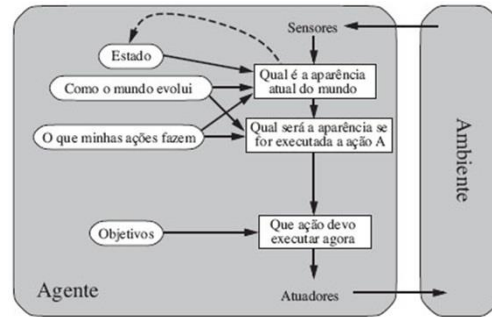 Sensores
Estado
Qual é a aparência
atual do mundo
Como o mundo evolui
Qual será a aparência se
for executada a ação A
O que minhas ações fazem
Ambiente
Que ação devo
executar agora
Objetivos
Agente
Atuadores